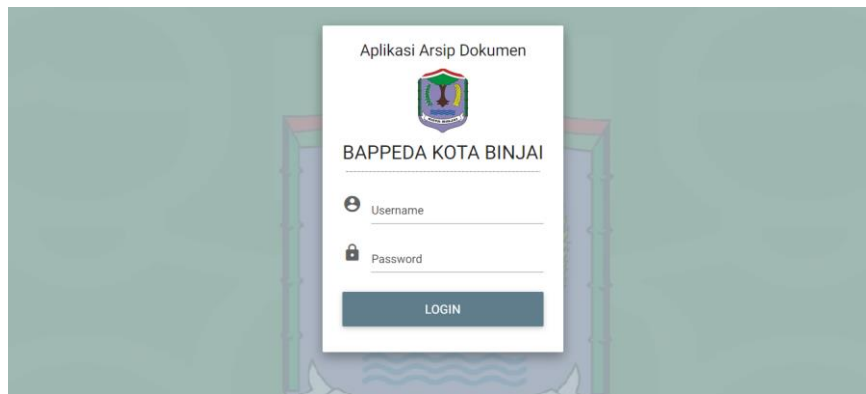 Aplikasi Arsip Dokumen
BAPPEDA KOTA BINJAI
Username
Password
LOGIN